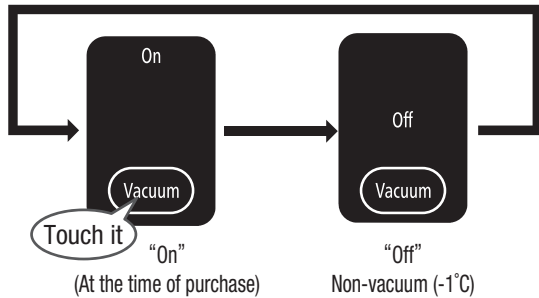 On
Vacuum
Touch it
“On”
(At the time of purchase)
Off
Vacuum
“Off”
Non-vacuum (-1˚C)